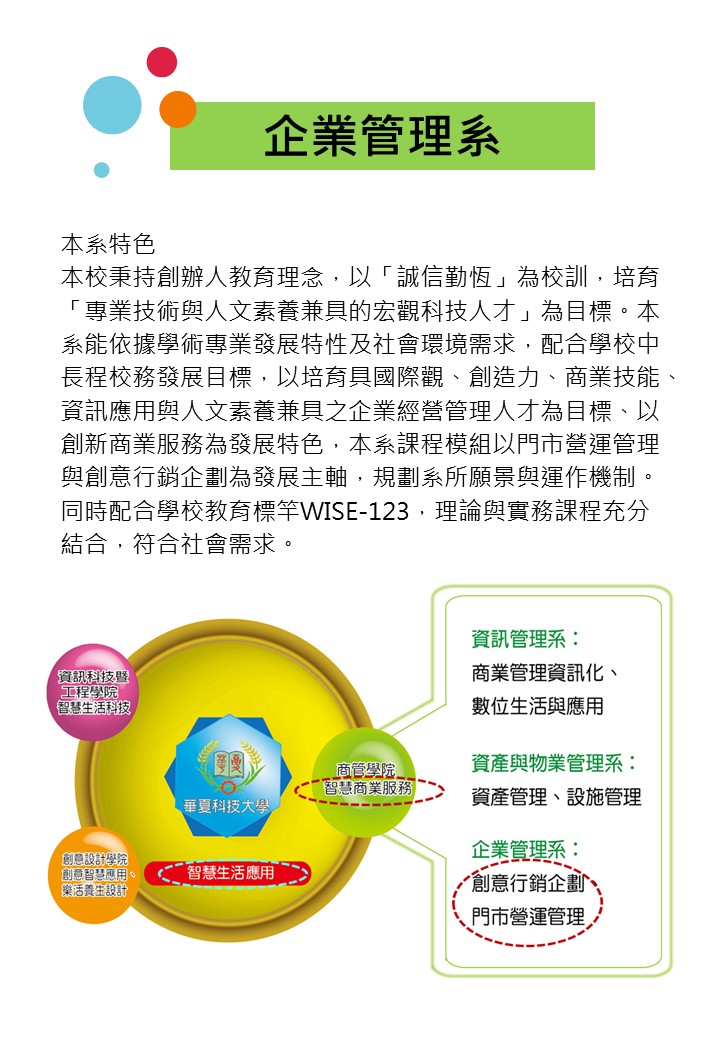 企業管理系
本系特色
本校秉持創辦人教育理念，以「誠信勤恆」為校訓，培育
「專業技術與人文素養兼具的宏觀科技人才」為目標。本
系能依據學術專業發展特性及社會環境需求，配合學校中
長程校務發展目標，以培育具國際觀、創造力、商業技能、
資訊應用與人文素養兼具之企業經營管理人才為目標、以
創新商業服務為發展特色，本系課程模組以門市營運管理
與創意行銷企劃為發展主軸，規劃系所願景與運作機制。
同時配合學校教育標竿WISE-123，理論與實務課程充分
結合，符合社會需求。
資訊科技暨
工程學院
智慧生活科技
創意設計學院
創意智慧應用、
樂活養生設計
華夏
華夏科技大學
智慧生活應用
商管學院
智慧商業服務
資訊管理系：
商業管理資訊化、
數位生活與應用
資產與物業管理系：
資產管理、設施管理
企業管理系：
創意行銷企劃
門市營運管理